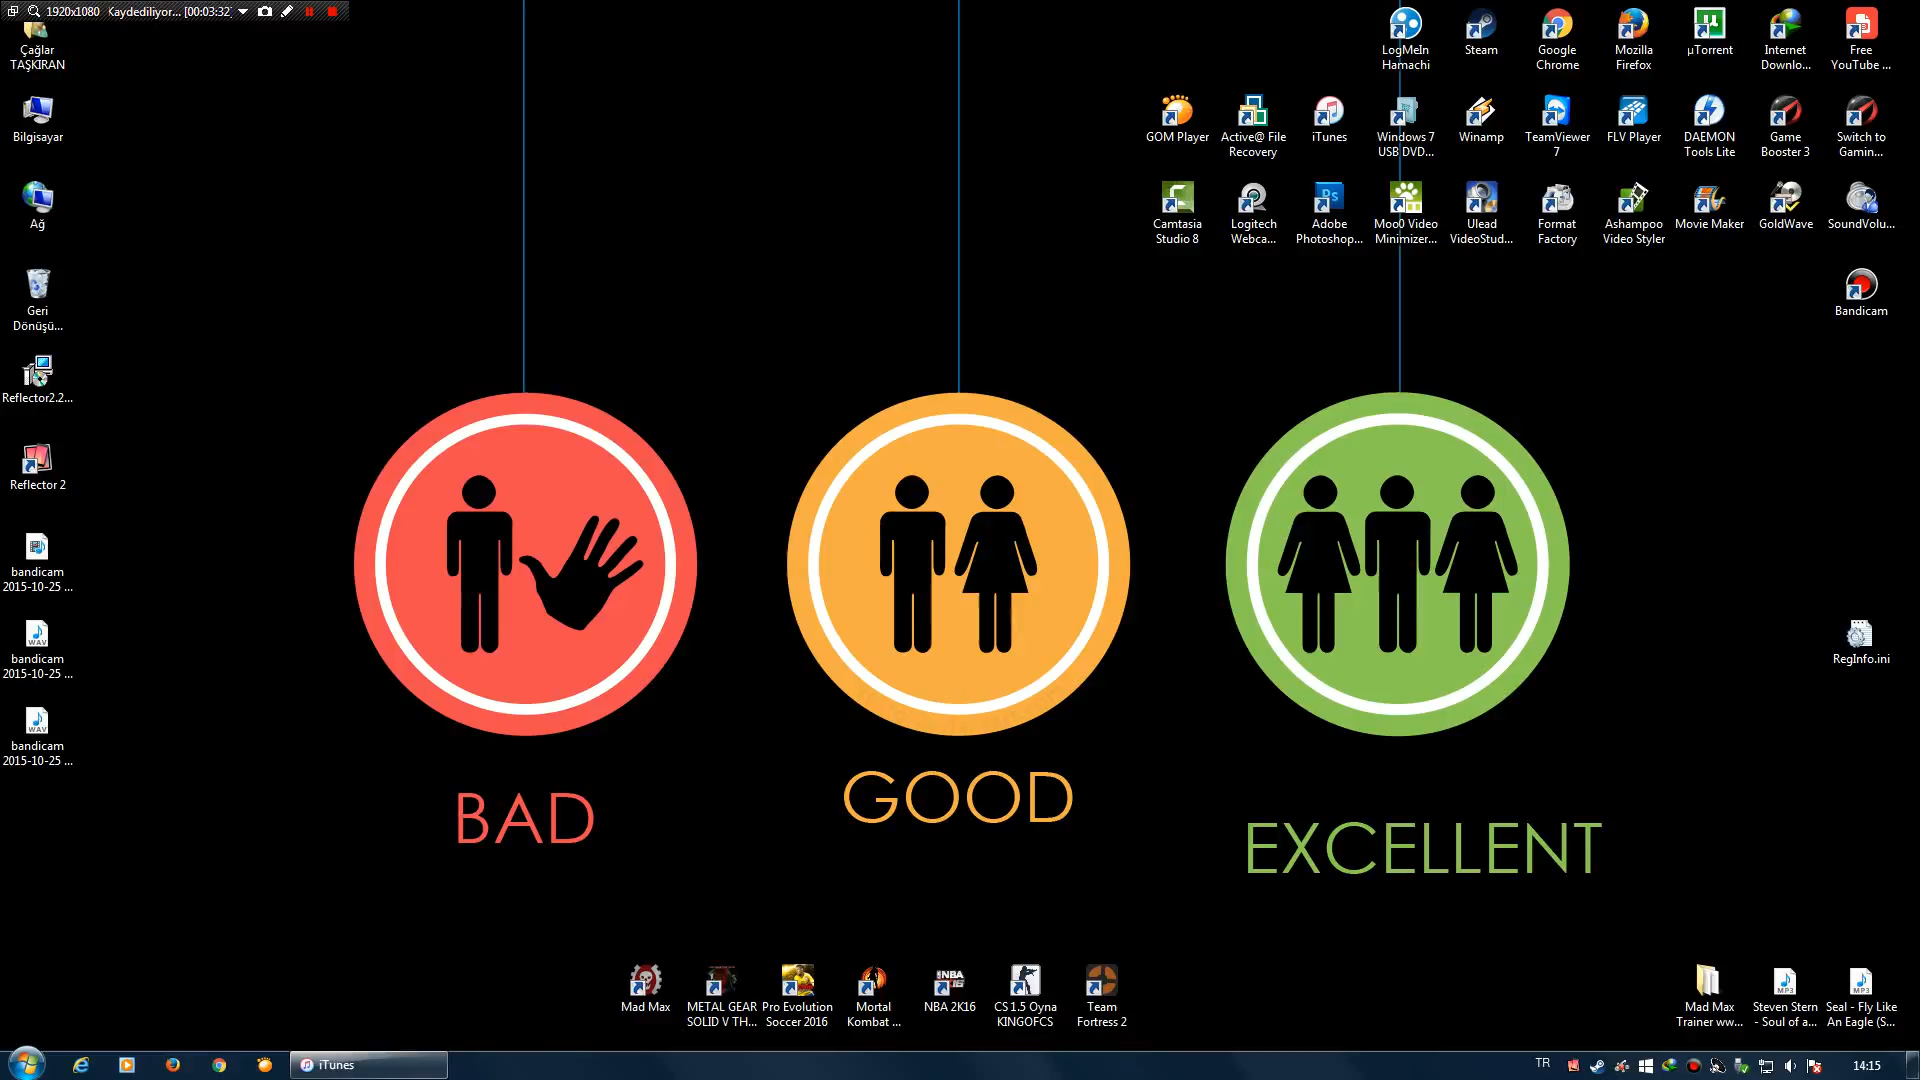 1920x1080 Kaydediliyor... [00:03:32]
Çağlar
TAŞKIRAN
Bilgisayar
Ağ
Geri
Dönüşü...
Reflector2.2...
Reflector 2
bandicam
2015-10-25 ...
WAV
bandicam
2015-10-25 ...
WAV
bandicam
2015-10-25 ...
LogMeIn
Hamachi
Steam
Google
Chrome
Mozilla
Firefox
µTorrent
Internet
Downlo...
Free
YouTube ...
GOM Player
Active@ File
Recovery
iTunes
Windows 7
USB DVD...
Winamp
TeamViewer
7
FLV Player
DAEMON
Tools Lite
Game
Booster 3
Switch to
Gamin...
Camtasia
Studio 8
Logitech
Webca...
Ps
Adobe
Photoshop...
Moo0 Video
Minimizer...
Ulead
VideoStud...
Format
Factory
Ashampoo
Video Styler
Movie Maker
GoldWave
SoundVolu...
Bandicam
RegInfo.ini
BAD
GOOD
EXCELLENT
Mad Max
METAL GEAR
SOLID V TH...
Pro Evolution
Soccer 2016
Mortal
Kombat ...
NBA
NBA 2K16
CS 1.5 Oyna
KINGOFCS
Team
Fortress 2
Mad Max
Trainer ww...
MP3
Steven Stern
- Soul of a...
MP3
Seal - Fly Like
An Eagle (S...
iTunes
TR
14:15